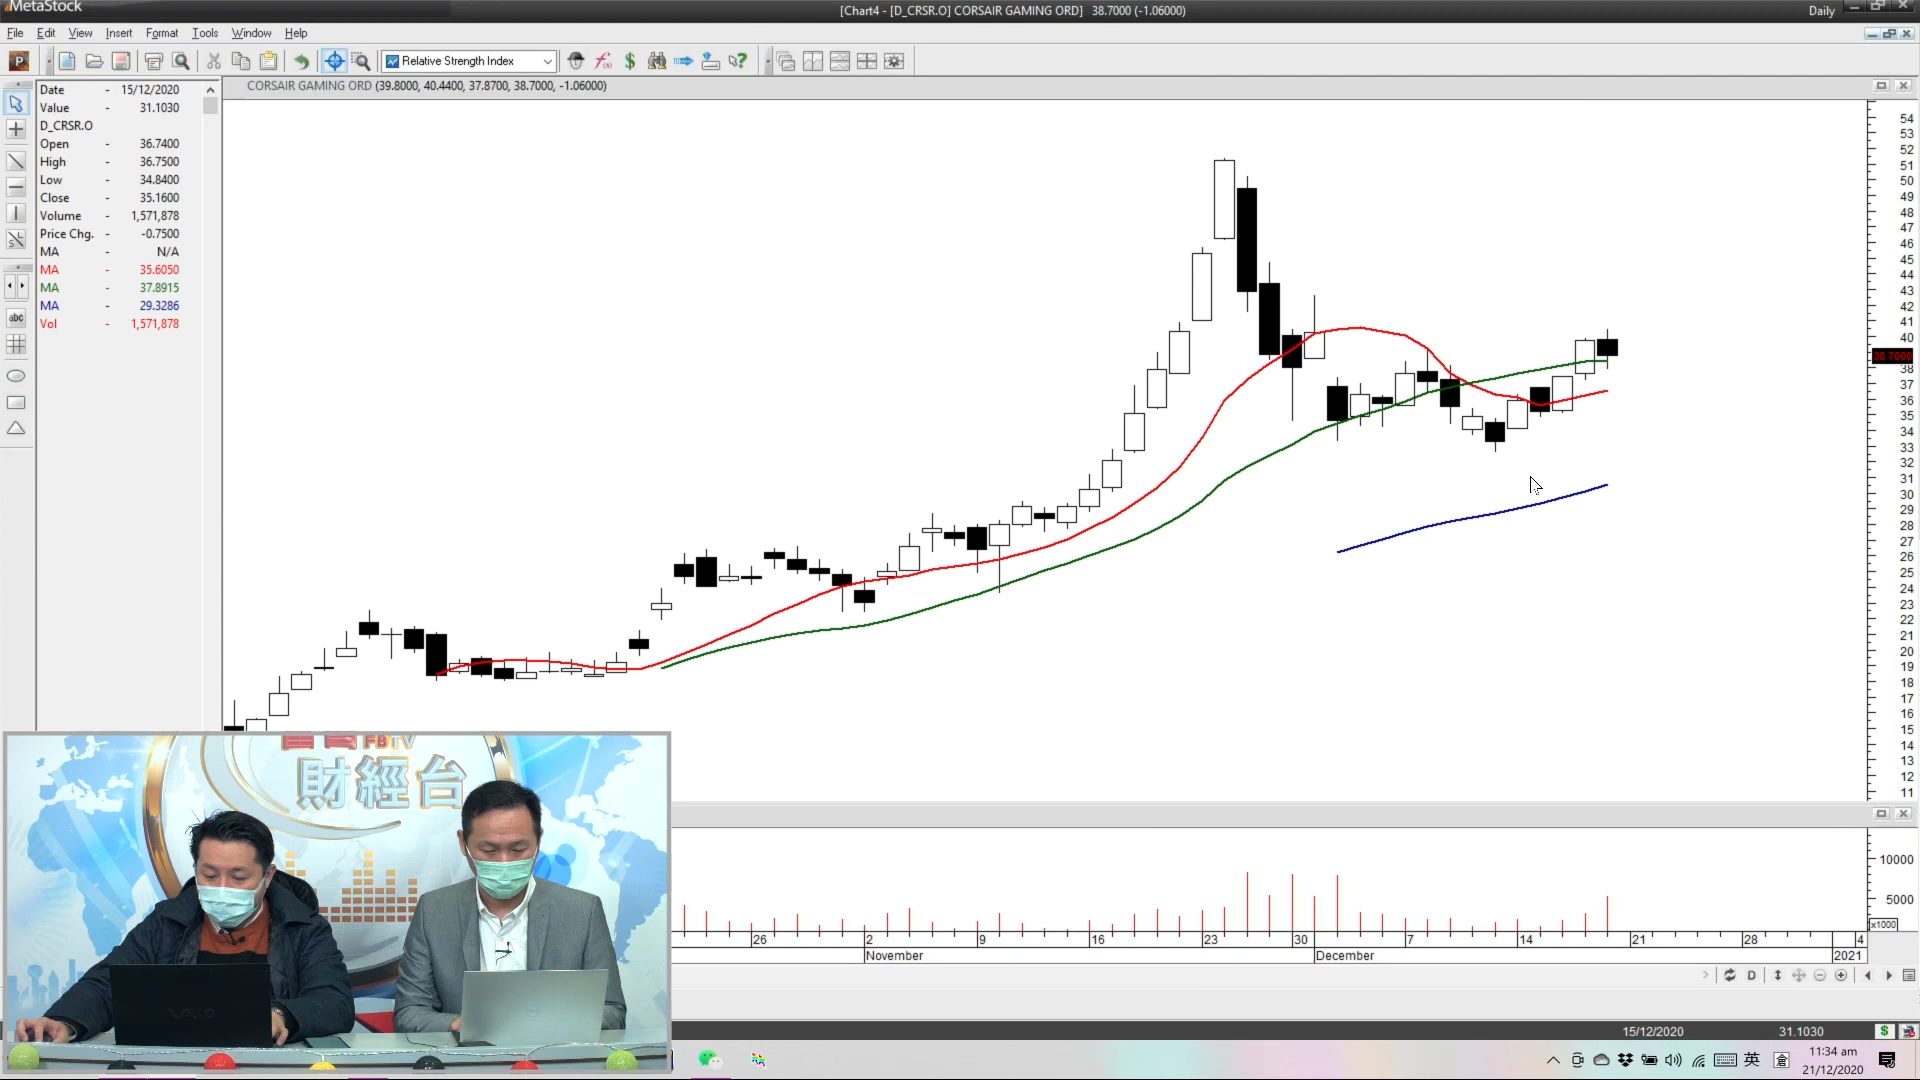 MetaStock
[Chart4 - [D_CRSR.O] CORSAIR GAMING ORD] 38.7000 (-1.06000)
Daily
File Edit View Insert Format Tools Window Help
P
Relative Strength Index
CORSAIR GAMING ORD (39.8000, 40.4400, 37.8700, 38.7000, -1.06000)
Date - 15/12/2020
Value - 31.1030
D_CRSR.O
Open - 36.7400
High - 36.7500
Low - 34.8400
Close - 35.1600
Volume - 1,571,878
Price Chg. - -0.7500
MA - N/A
MA - 35.6050
MA - 37.8915
MA - 29.3286
Vol - 1,571,878
abc
54
53
52
51
50
49
48
47
46
45
44
43
42
41
40
38.7000
38
37
36
35
34
33
32
31
30
29
28
27
26
25
24
23
22
21
20
19
18
17
16
15
14
13
12
11
FBTV
財經台
VAIO
10000
5000
x1000
26 2 9 16 23 30 7 14 21 28 4
November December 2021
D
15/12/2020 31.1030
英 倉
11:34 am
21/12/2020